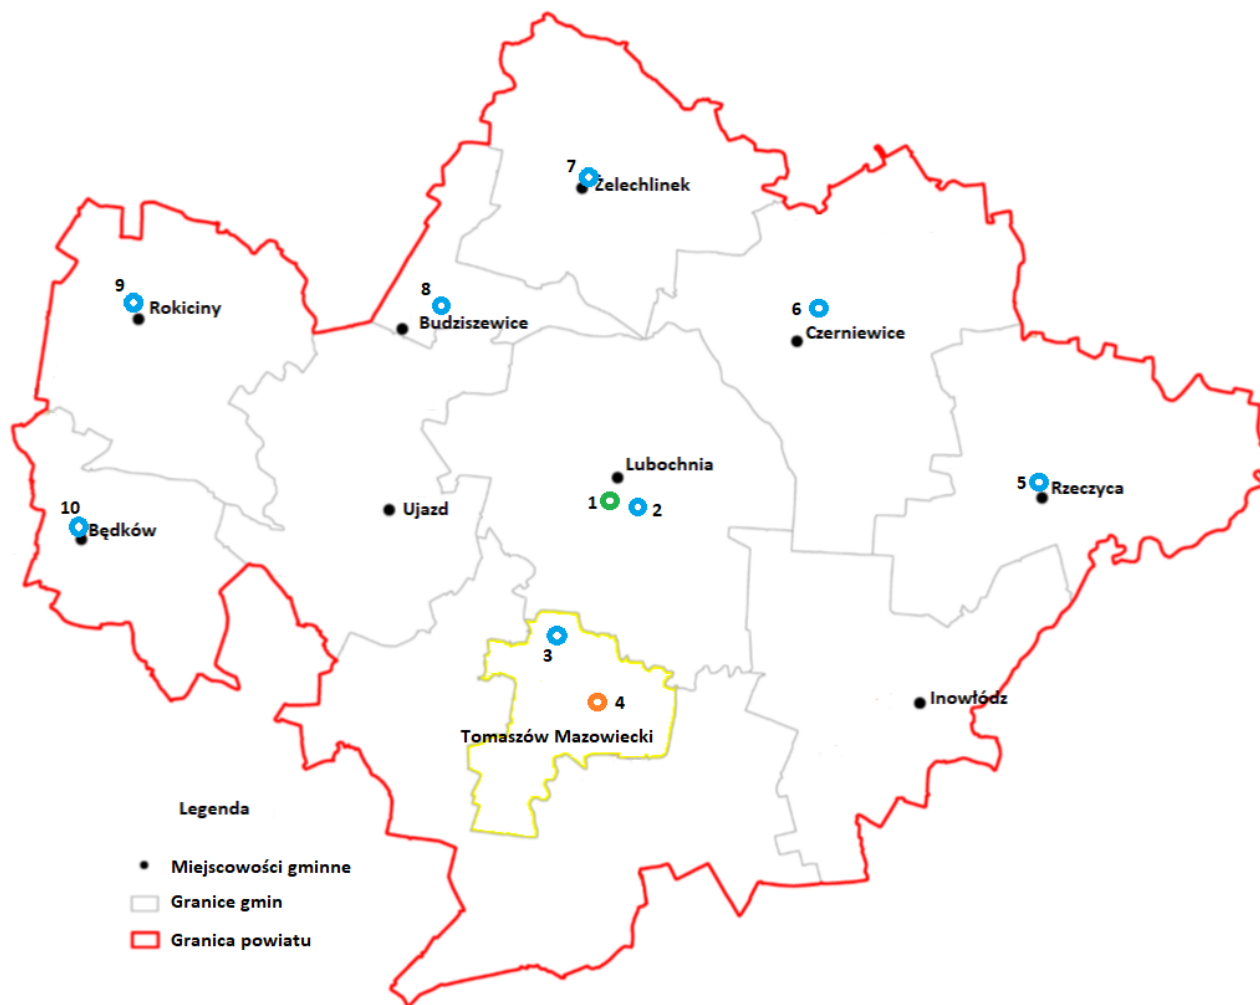 7
Żelechlinek
9
Rokiciny
8
Budziszewice
6
Czerniewice
Lubochnia
1
2
5
Rzeczyca
Ujazd
10
Będków
3
4
Inowłódz
Tomaszów Mazowiecki
Legenda
Miejscowości gminne
Granice gmin
Granica powiatu